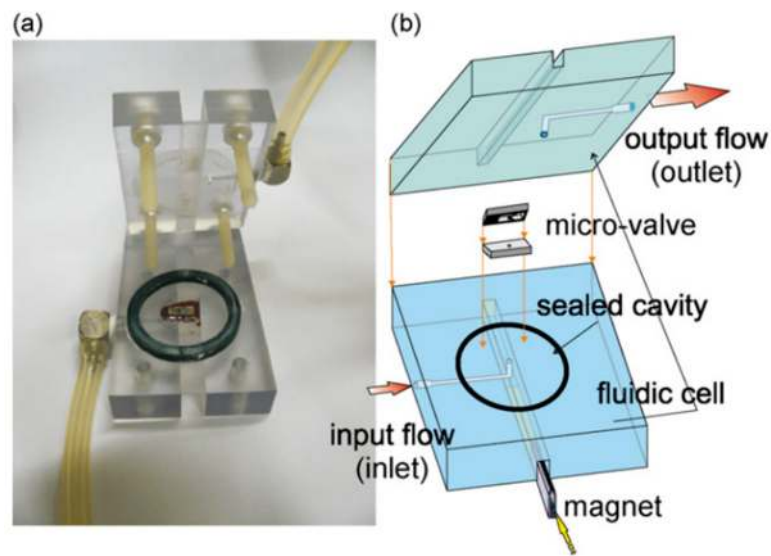 (a)
(b)
output flow
(outlet)
micro-valve
sealed cavity
fluidic cell
input flow
(inlet)
magnet